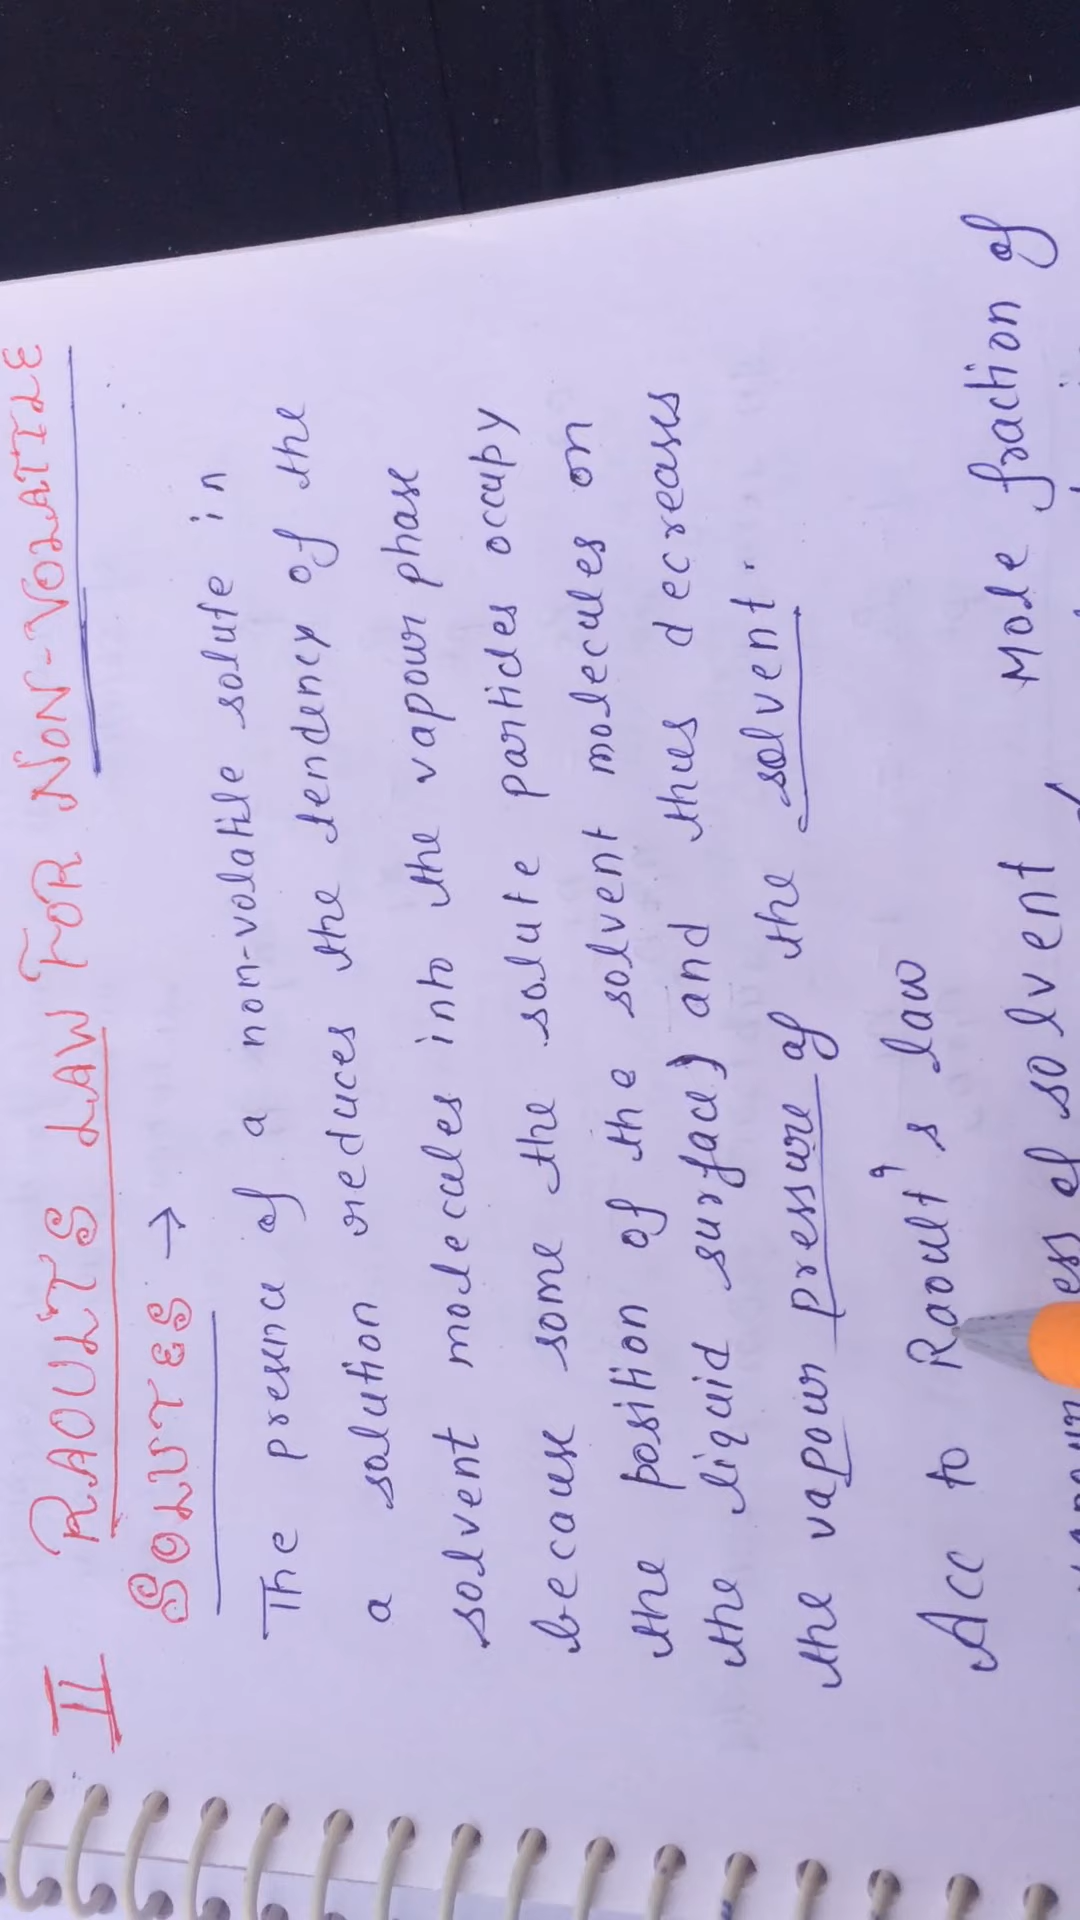 II RAOULT'S LAW FOR NON-VOLATILE
SOLUTES →
The presence of a non-volatile solute in
a solution reduces the tendency of the
solvent molecules into the vapour phase
because some the solute particles occupy
the position of the solvent molecules on
the liquid surface) and thus decreases
the vapour pressure of the solvent.
Acc to Raoult's law
of solvent Mole fraction of